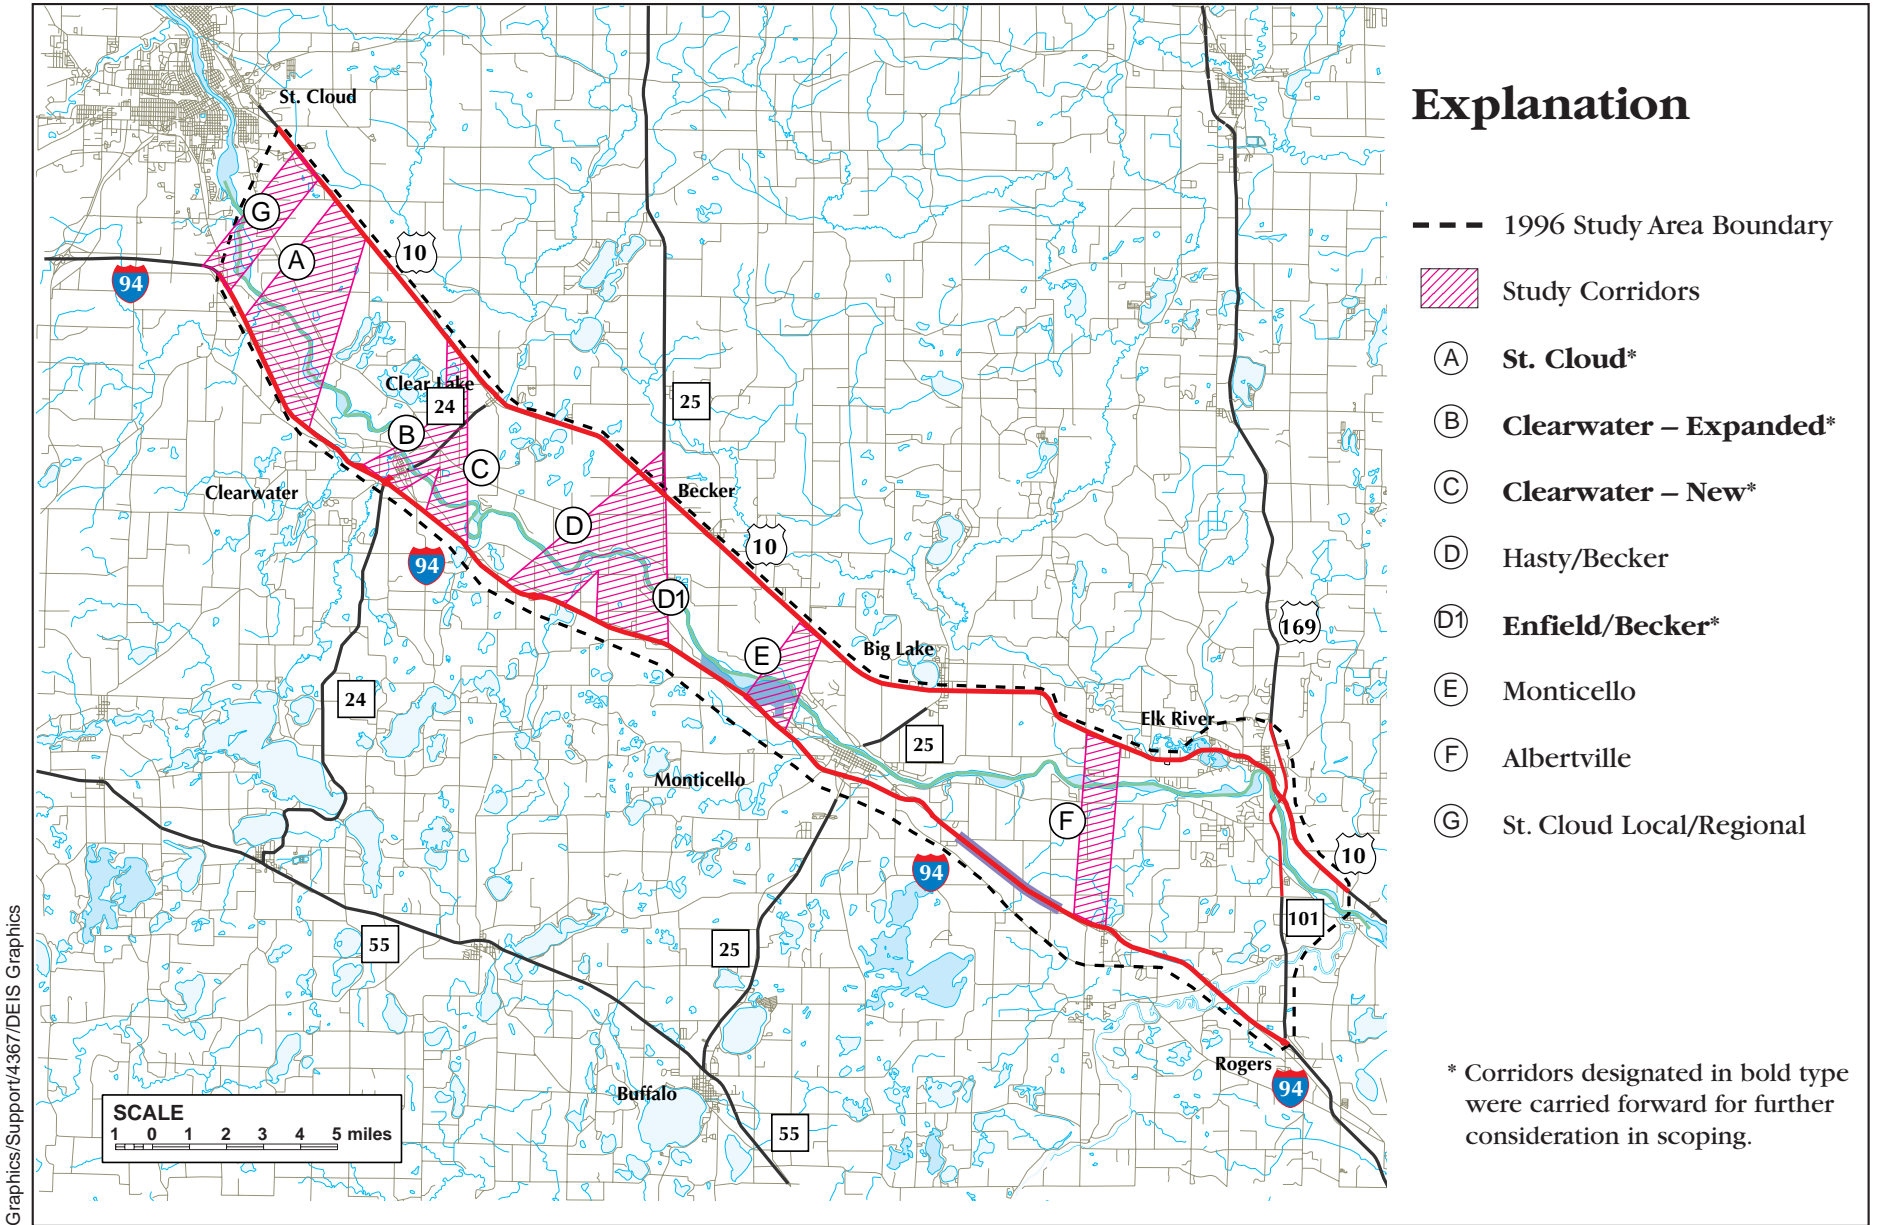 St. Cloud
G
A
10
94
Clear Lake
24
25
B
C
Clearwater
Becker
D
10
94
D1
169
E
Big Lake
24
Elk River
25
Monticello
F
10
94
101
55
25
Rogers
94
Buffalo
55
SCALE
1 0 1 2 3 4 5 miles
Graphics/Support/4367/DEIS Graphics
Explanation
1996 Study Area Boundary
Study Corridors
A St. Cloud*
B Clearwater – Expanded*
C Clearwater – New*
D Hasty/Becker
D1 Enfield/Becker*
E Monticello
F Albertville
G St. Cloud Local/Regional
* Corridors designated in bold type
were carried forward for further
consideration in scoping.